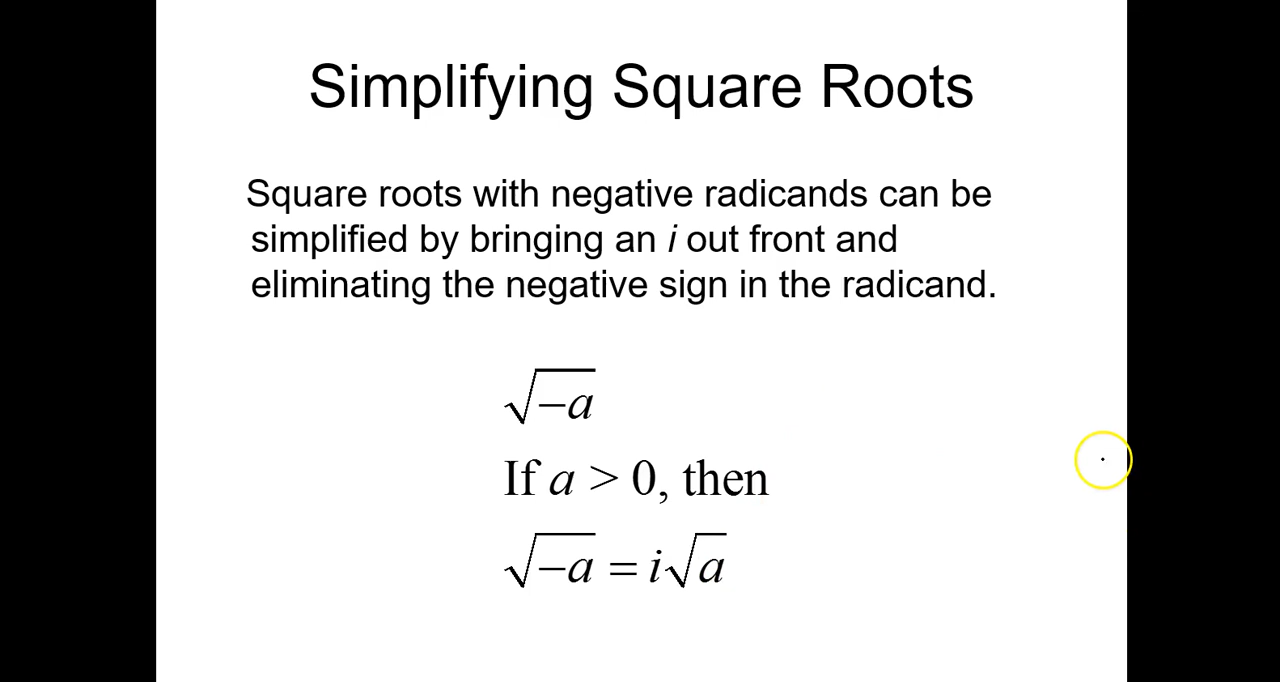 Simplifying Square Roots
Square roots with negative radicands can be
simplified by bringing an i out front and
eliminating the negative sign in the radicand.
√−a
If a > 0, then
√−a = i√a